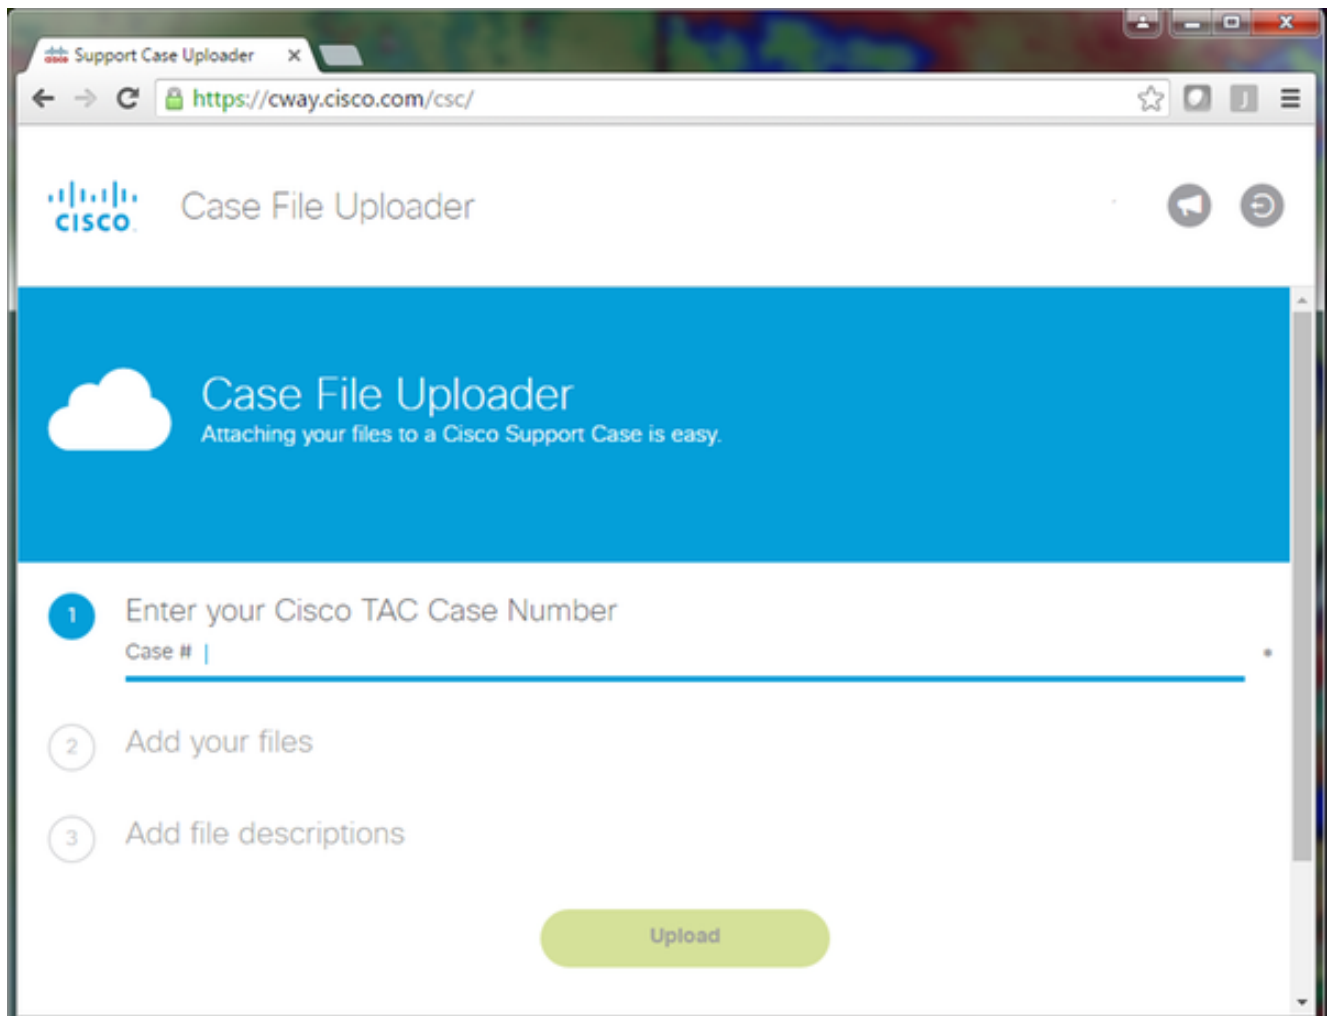 Support Case Uploader
https://cway.cisco.com/csc/
J
CISCO
Case File Uploader
Case File Uploader
Attaching your files to a Cisco Support Case is easy.
1
Enter your Cisco TAC Case Number
Case #
2
Add your files
3
Add file descriptions
Upload